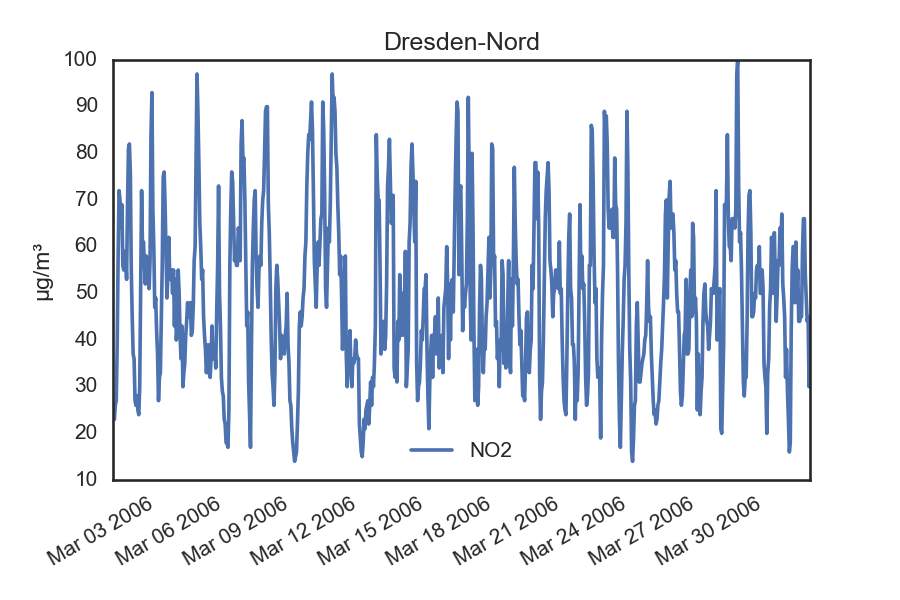 Dresden-Nord
100
90
80
70
60
50
40
30
20
10
µg/m³
NO2
Mar 03 2006
Mar 06 2006
Mar 09 2006
Mar 12 2006
Mar 15 2006
Mar 18 2006
Mar 21 2006
Mar 24 2006
Mar 27 2006
Mar 30 2006